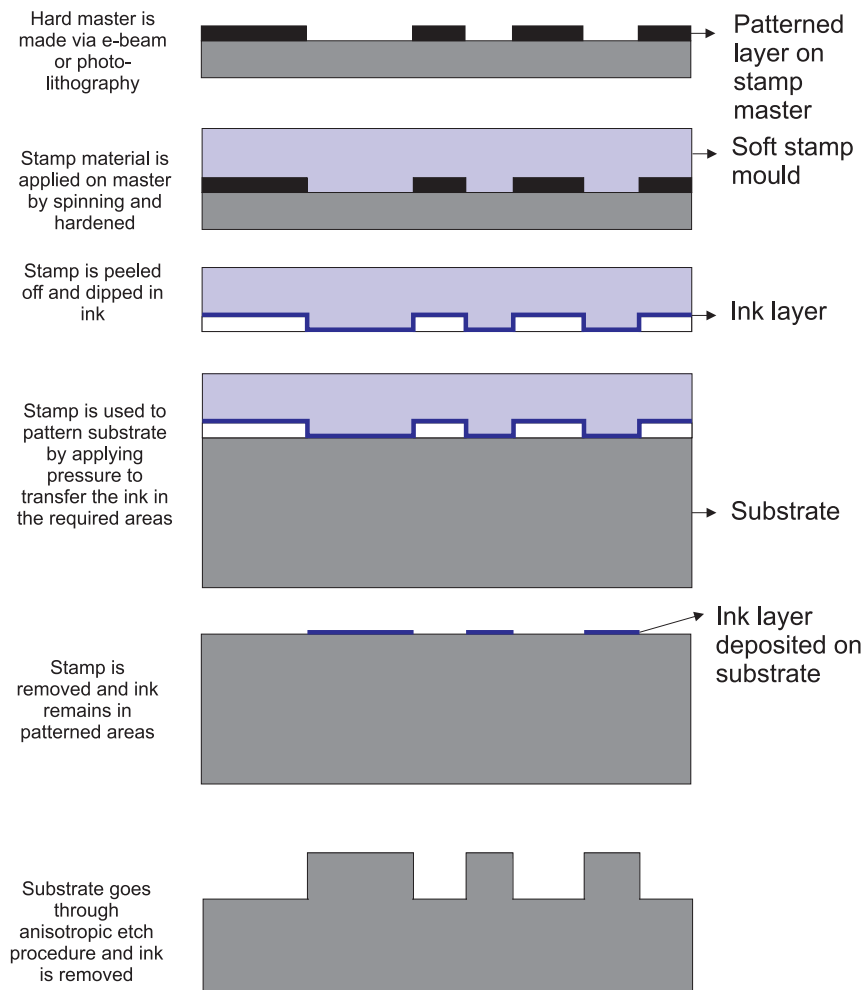 Hard master is
made via e-beam
or photo-
lithography
Patterned
layer on
stamp
master
Stamp material is
applied on master
by spinning and
hardened
Soft stamp
mould
Stamp is peeled
off and dipped in
ink
Ink layer
Stamp is used to
pattern substrate
by applying
pressure to
transfer the ink in
the required areas
Substrate
Ink layer
deposited on
substrate
Stamp is
removed and ink
remains in
patterned areas
Substrate goes
through
anisotropic etch
procedure and ink
is removed